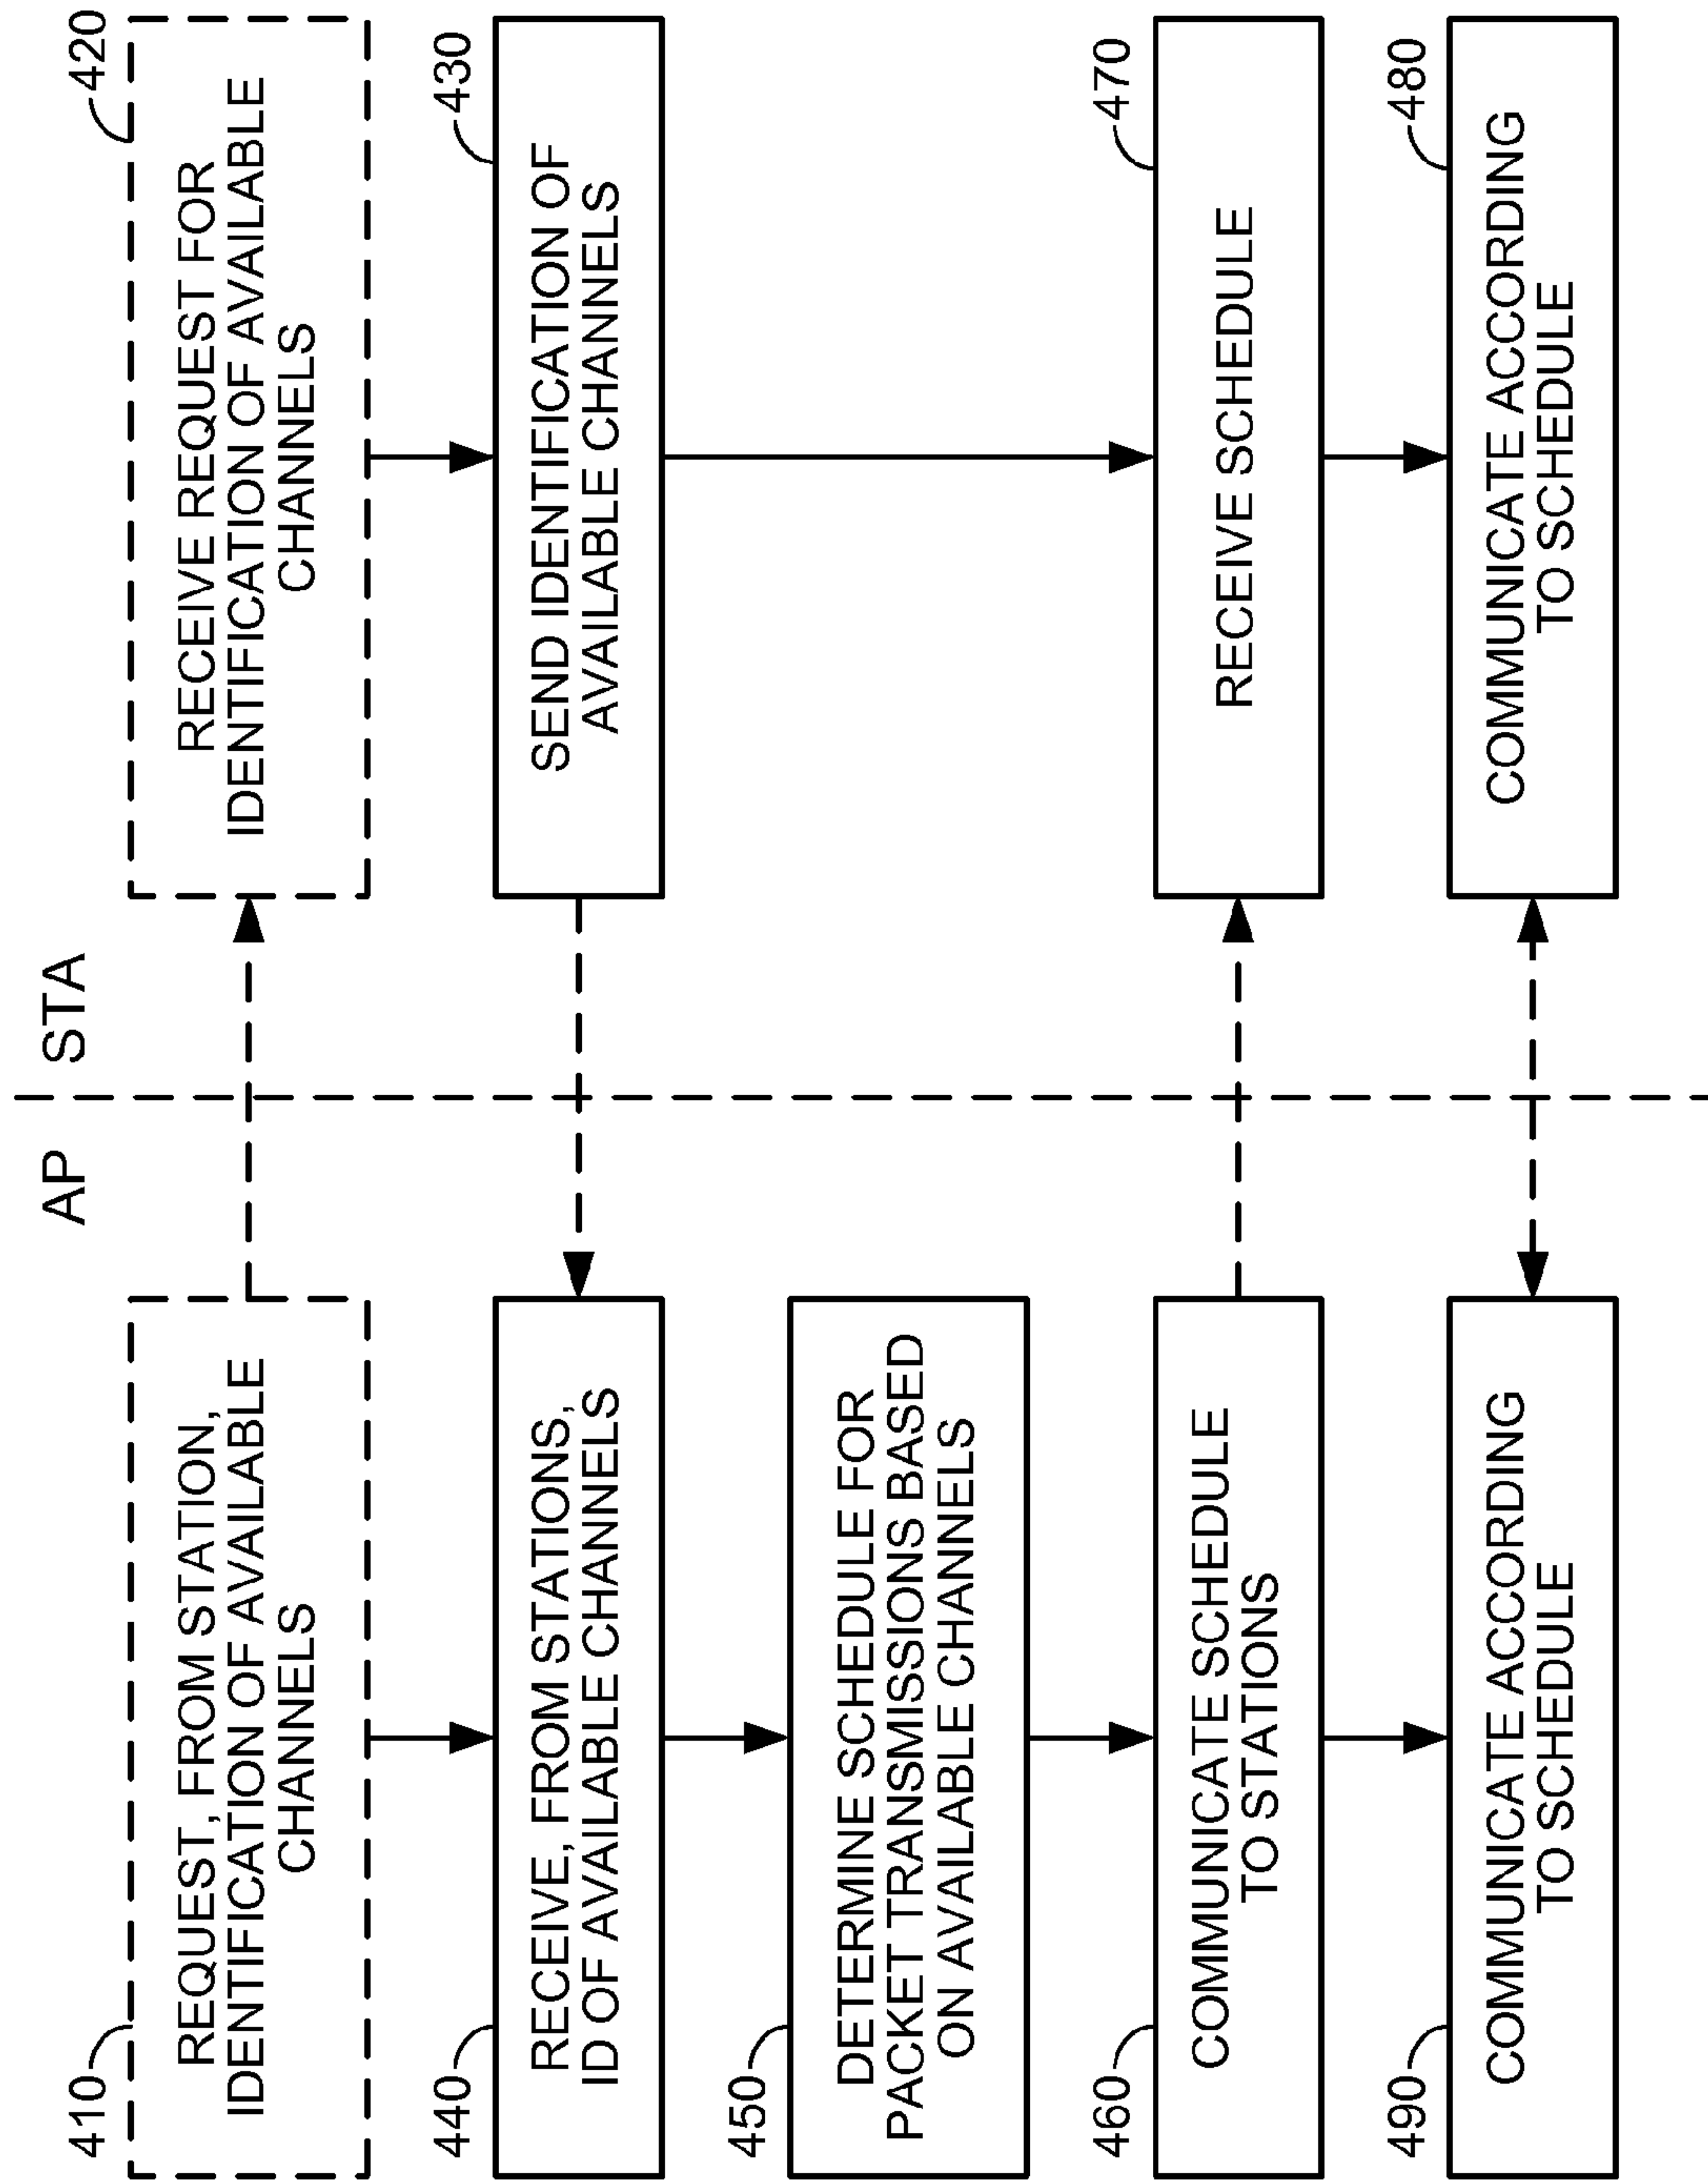 AP
STA
410
REQUEST, FROM STATION,
IDENTIFICATION OF AVAILABLE
CHANNELS
420
RECEIVE REQUEST FOR
IDENTIFICATION OF AVAILABLE
CHANNELS
430
SEND IDENTIFICATION OF
AVAILABLE CHANNELS
440
RECEIVE, FROM STATIONS,
ID OF AVAILABLE CHANNELS
450
DETERMINE SCHEDULE FOR
PACKET TRANSMISSIONS BASED
ON AVAILABLE CHANNELS
460
COMMUNICATE SCHEDULE
TO STATIONS
470
RECEIVE SCHEDULE
480
COMMUNICATE ACCORDING
TO SCHEDULE
490
COMMUNICATE ACCORDING
TO SCHEDULE